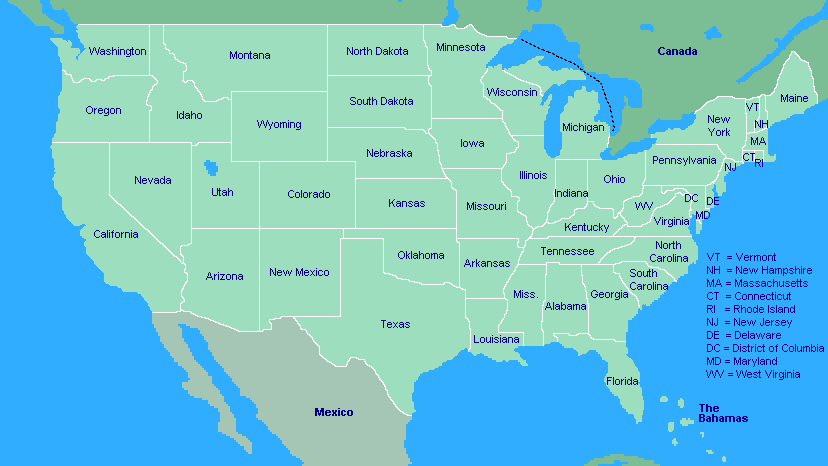 Washington
Montana
North Dakota
Minnesota
Canada
Oregon
Idaho
Wyoming
South Dakota
Wisconsin
Michigan
New
York
VT
NH
Maine
MA
CT
RI
Nevada
Utah
Colorado
Nebraska
Iowa
Illinois
Indiana
Ohio
Pennsylvania
NJ
California
Kansas
Missouri
Kentucky
WV
Virginia
DC
DE
MD
Arizona
New Mexico
Oklahoma
Arkansas
Tennessee
North
Carolina
South
Carolina
Texas
Louisiana
Miss.
Alabama
Georgia
Florida
Mexico
The
Bahamas
VT = Vermont
NH = New Hampshire
MA = Massachusetts
CT = Connecticut
RI = Rhode Island
NJ = New Jersey
DE = Delaware
DC = District of Columbia
MD = Maryland
WV = West Virginia